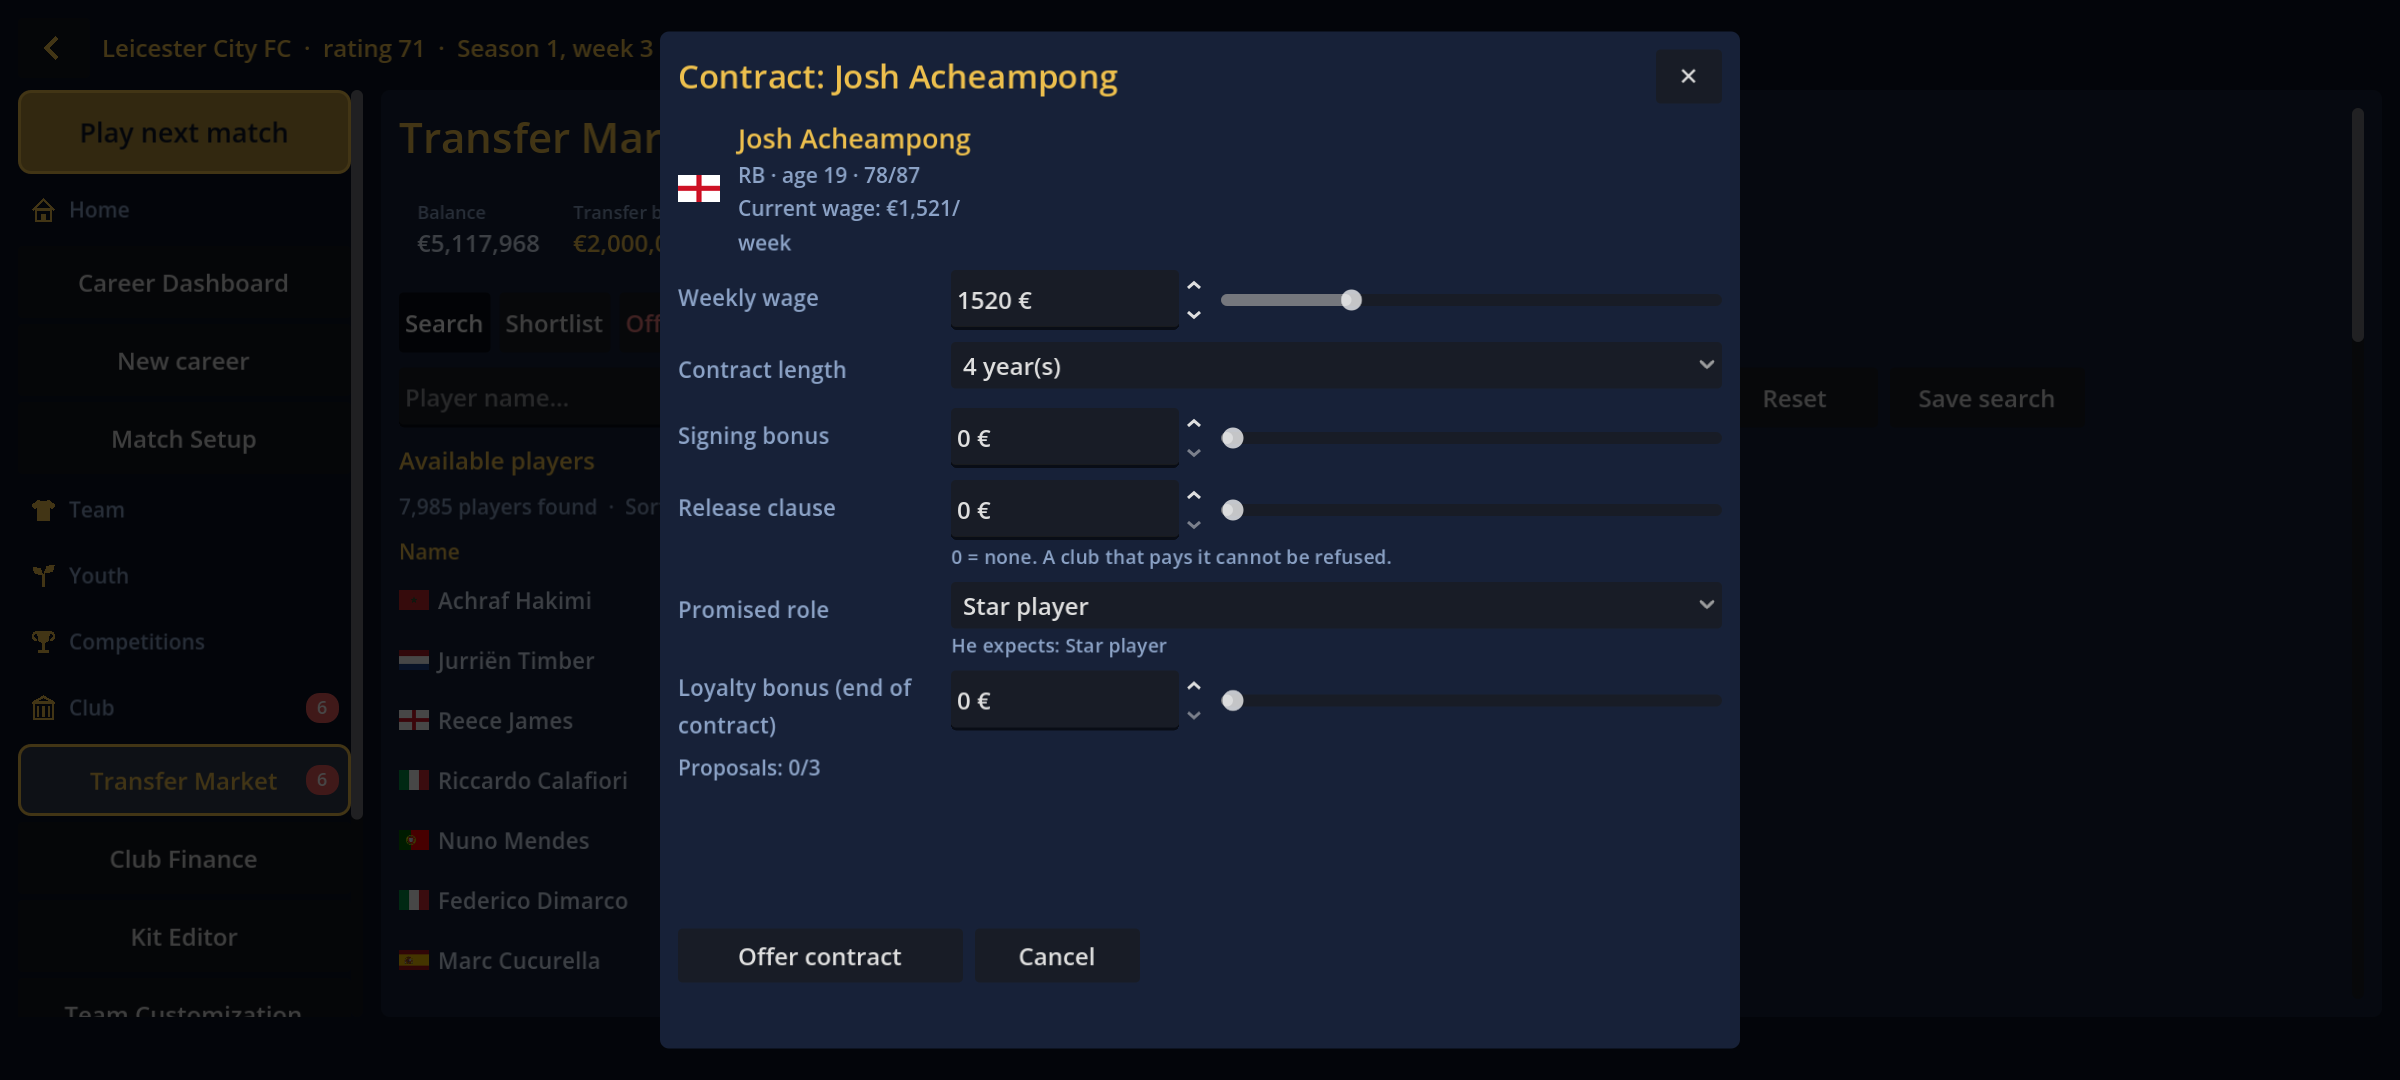 Leicester City FC · rating 71 · Season 1, week 3
Play next match
Home
Career Dashboard
New career
Match Setup
Team
Youth
Competitions
Club 6
Transfer Market 6
Club Finance
Kit Editor
Team Customization
Transfer Mar
Balance
€5,117,968
Transfer b
€2,000,0
Search Shortlist Off
Player name...
Reset Save search
Available players
7,985 players found · Sor
Name
Achraf Hakimi
Jurriën Timber
Reece James
Riccardo Calafiori
Nuno Mendes
Federico Dimarco
Marc Cucurella
Contract: Josh Acheampong
Josh Acheampong
RB · age 19 · 78/87
Current wage: €1,521/
week
Weekly wage 1520 €
Contract length 4 year(s)
Signing bonus 0 €
Release clause 0 €
0 = none. A club that pays it cannot be refused.
Promised role Star player
He expects: Star player
Loyalty bonus (end of
contract) 0 €
Proposals: 0/3
Offer contract Cancel